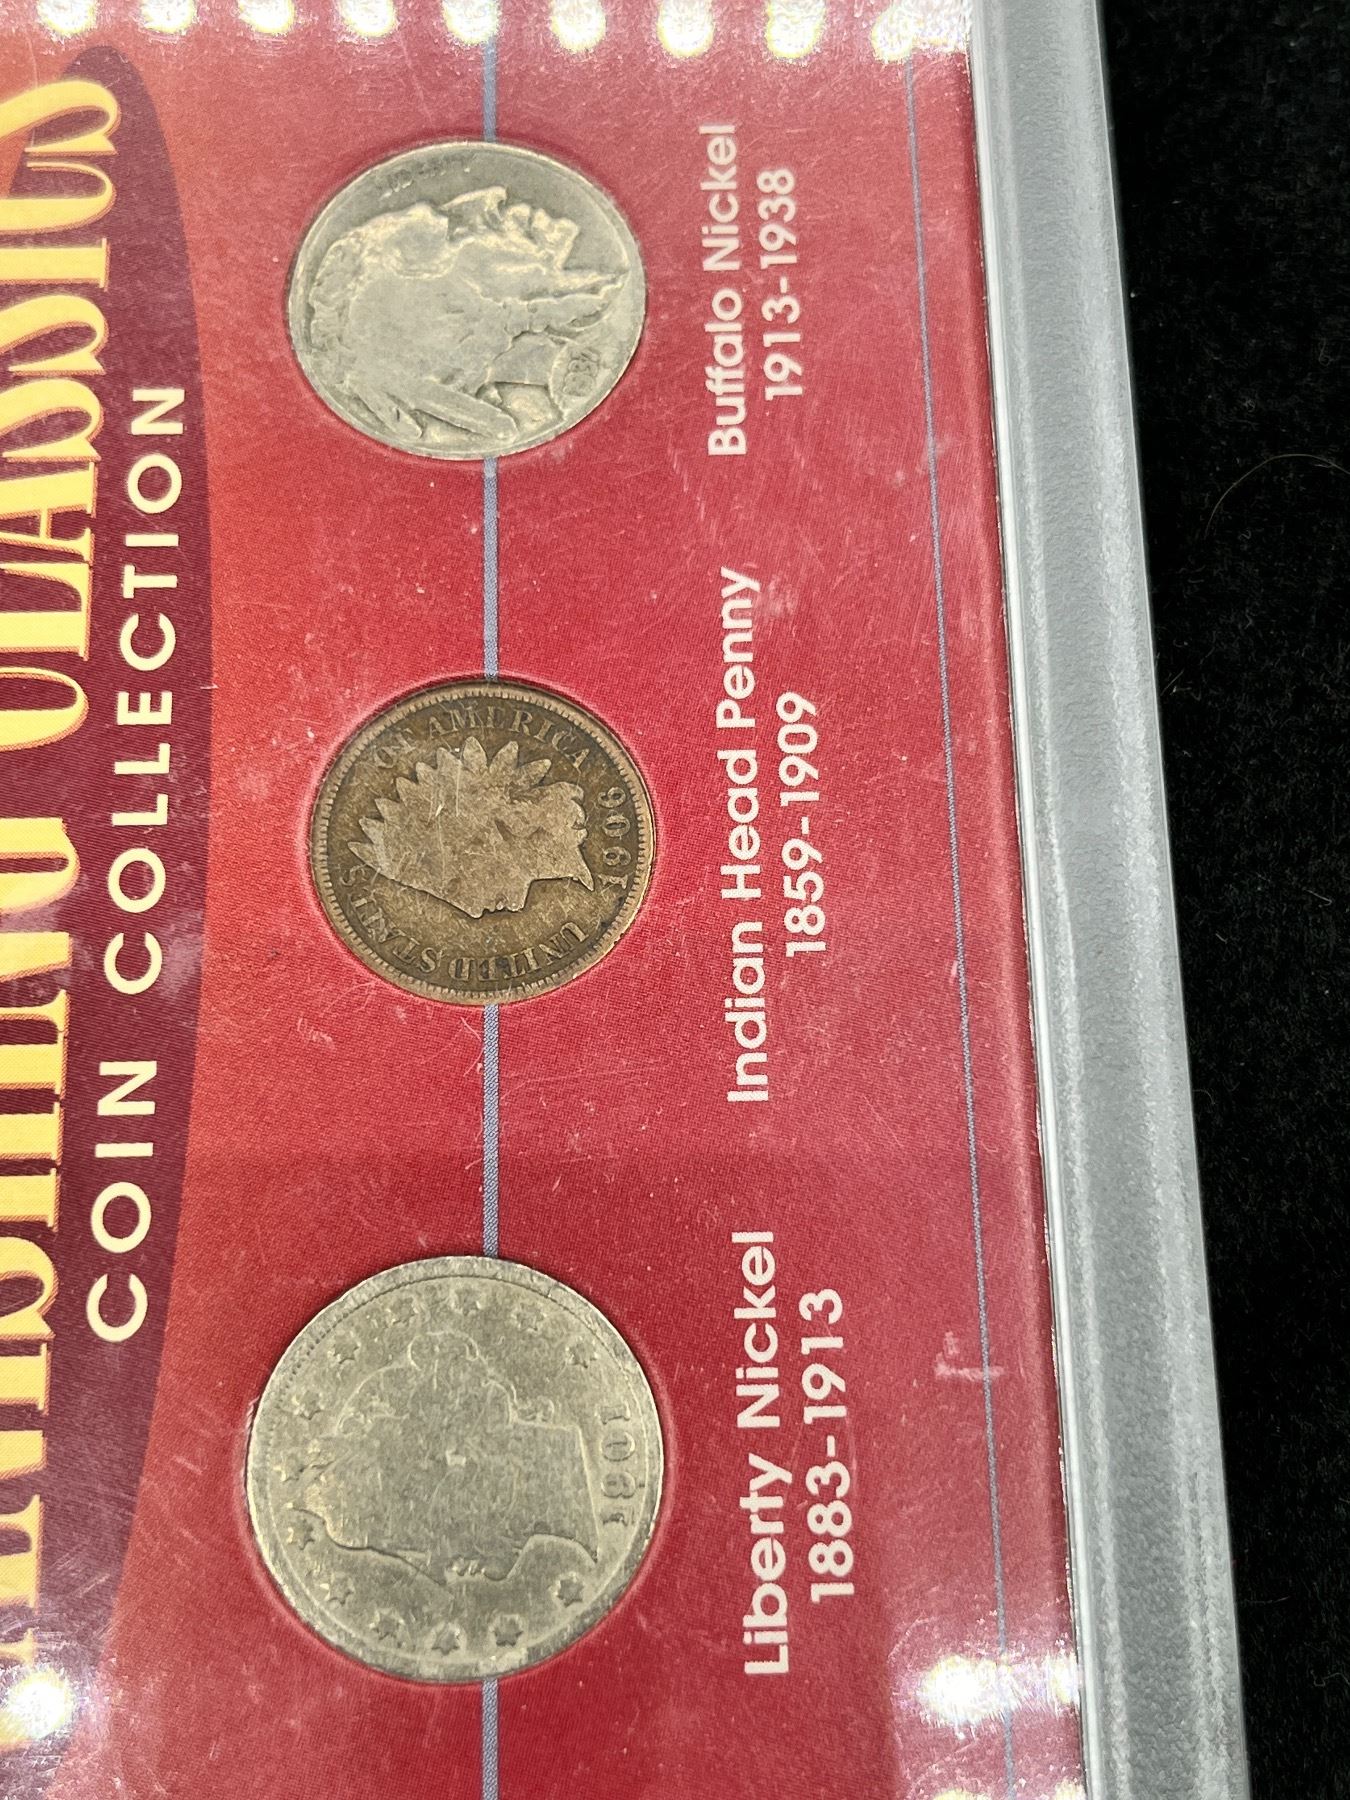 CLASSICS
COIN COLLECTION
Buffalo Nickel
1913-1938
Indian Head Penny
1859-1909
Liberty Nickel
1883-1913
UNITED STATES
OF AMERICA
1906